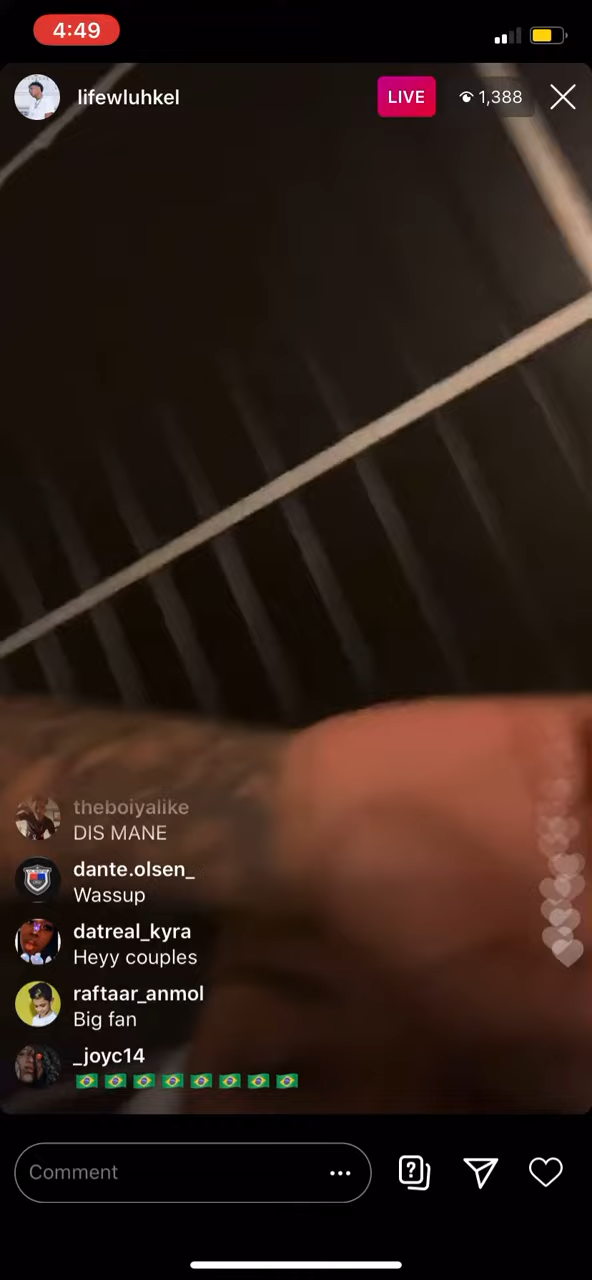 4:49
lifewluhkel
LIVE
1,388
theboiyalike
DIS MANE
dante.olsen_
Wassup
datreal_kyra
Heyy couples
raftaar_anmol
Big fan
_joyc14
🇧🇷🇧🇷🇧🇷🇧🇷🇧🇷🇧🇷🇧🇷🇧🇷
Comment